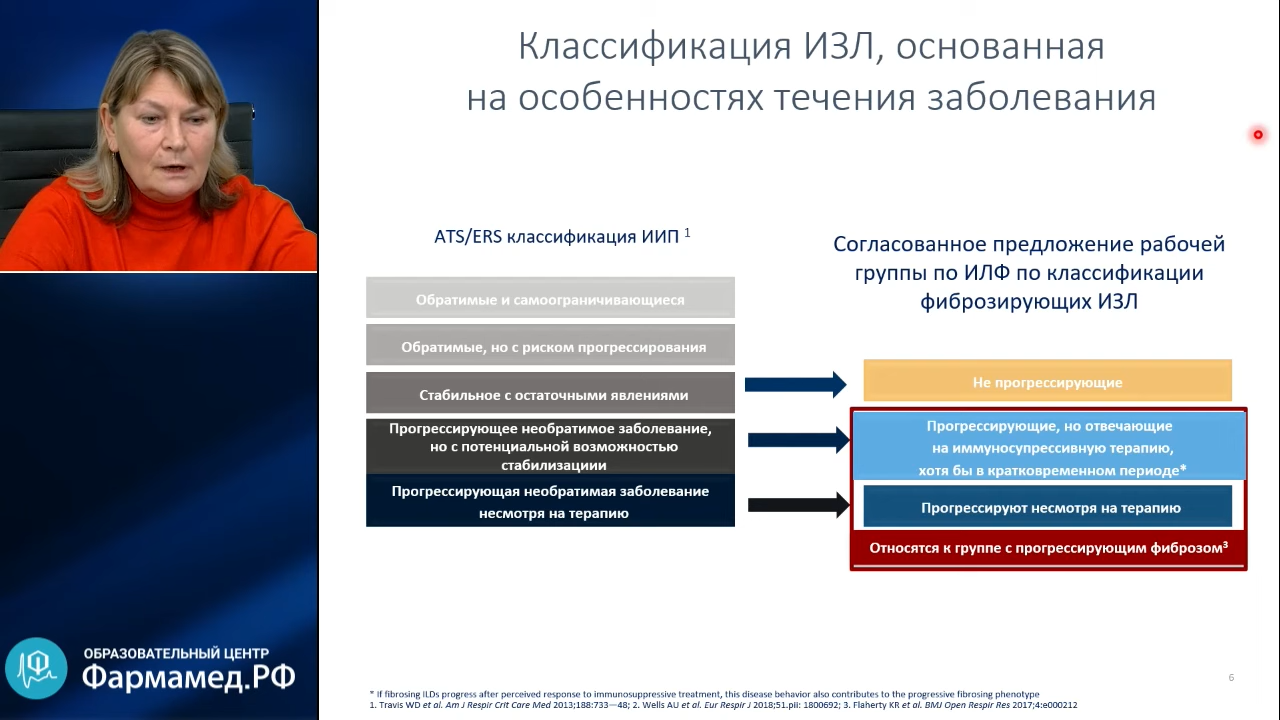 Классификация ИЗЛ, основанная
на особенностях течения заболевания
ATS/ERS классификация ИИП 1
Обратимые и самоограничивающиеся
Обратимые, но с риском прогрессирования
Стабильное с остаточными явлениями
Прогрессирующее необратимое заболевание,
но с потенциальной возможностью
стабилизациии
Прогрессирующая необратимая заболевание
несмотря на терапию
Согласованное предложение рабочей
группы по ИЛФ по классификации
фиброзирующих ИЗЛ
Не прогрессирующие
Прогрессирующие, но отвечающие
на иммуносупрессивную терапию,
хотя бы в кратковременном периоде*
Прогрессируют несмотря на терапию
Относятся к группе с прогрессирующим фиброзом3
6
* If fibrosing ILDs progress after perceived response to immunosuppressive treatment, this disease behavior also contributes to the progressive fibrosing phenotype
1. Travis WD et al. Am J Respir Crit Care Med 2013;188:733—48; 2. Wells AU et al. Eur Respir J 2018;51.pii: 1800692; 3. Flaherty KR et al. BMJ Open Respir Res 2017;4:e000212
ОБРАЗОВАТЕЛЬНЫЙ ЦЕНТР
Фармамед.РФ